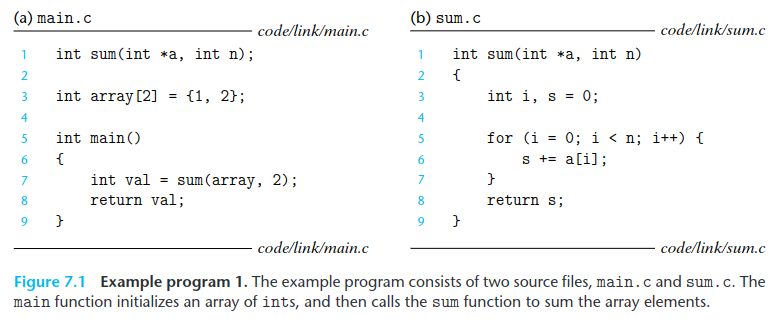 (a) main.c
code/link/main.c
1 int sum(int *a, int n);
2
3 int array[2] = {1, 2};
4
5 int main()
6 {
7 int val = sum(array, 2);
8 return val;
9 }
code/link/main.c
(b) sum.c
code/link/sum.c
1 int sum(int *a, int n)
2 {
3 int i, s = 0;
4
5 for (i = 0; i < n; i++) {
6 s += a[i];
7 }
8 return s;
9 }
code/link/sum.c
Figure 7.1 Example program 1. The example program consists of two source files, main.c and sum.c. The
main function initializes an array of ints, and then calls the sum function to sum the array elements.